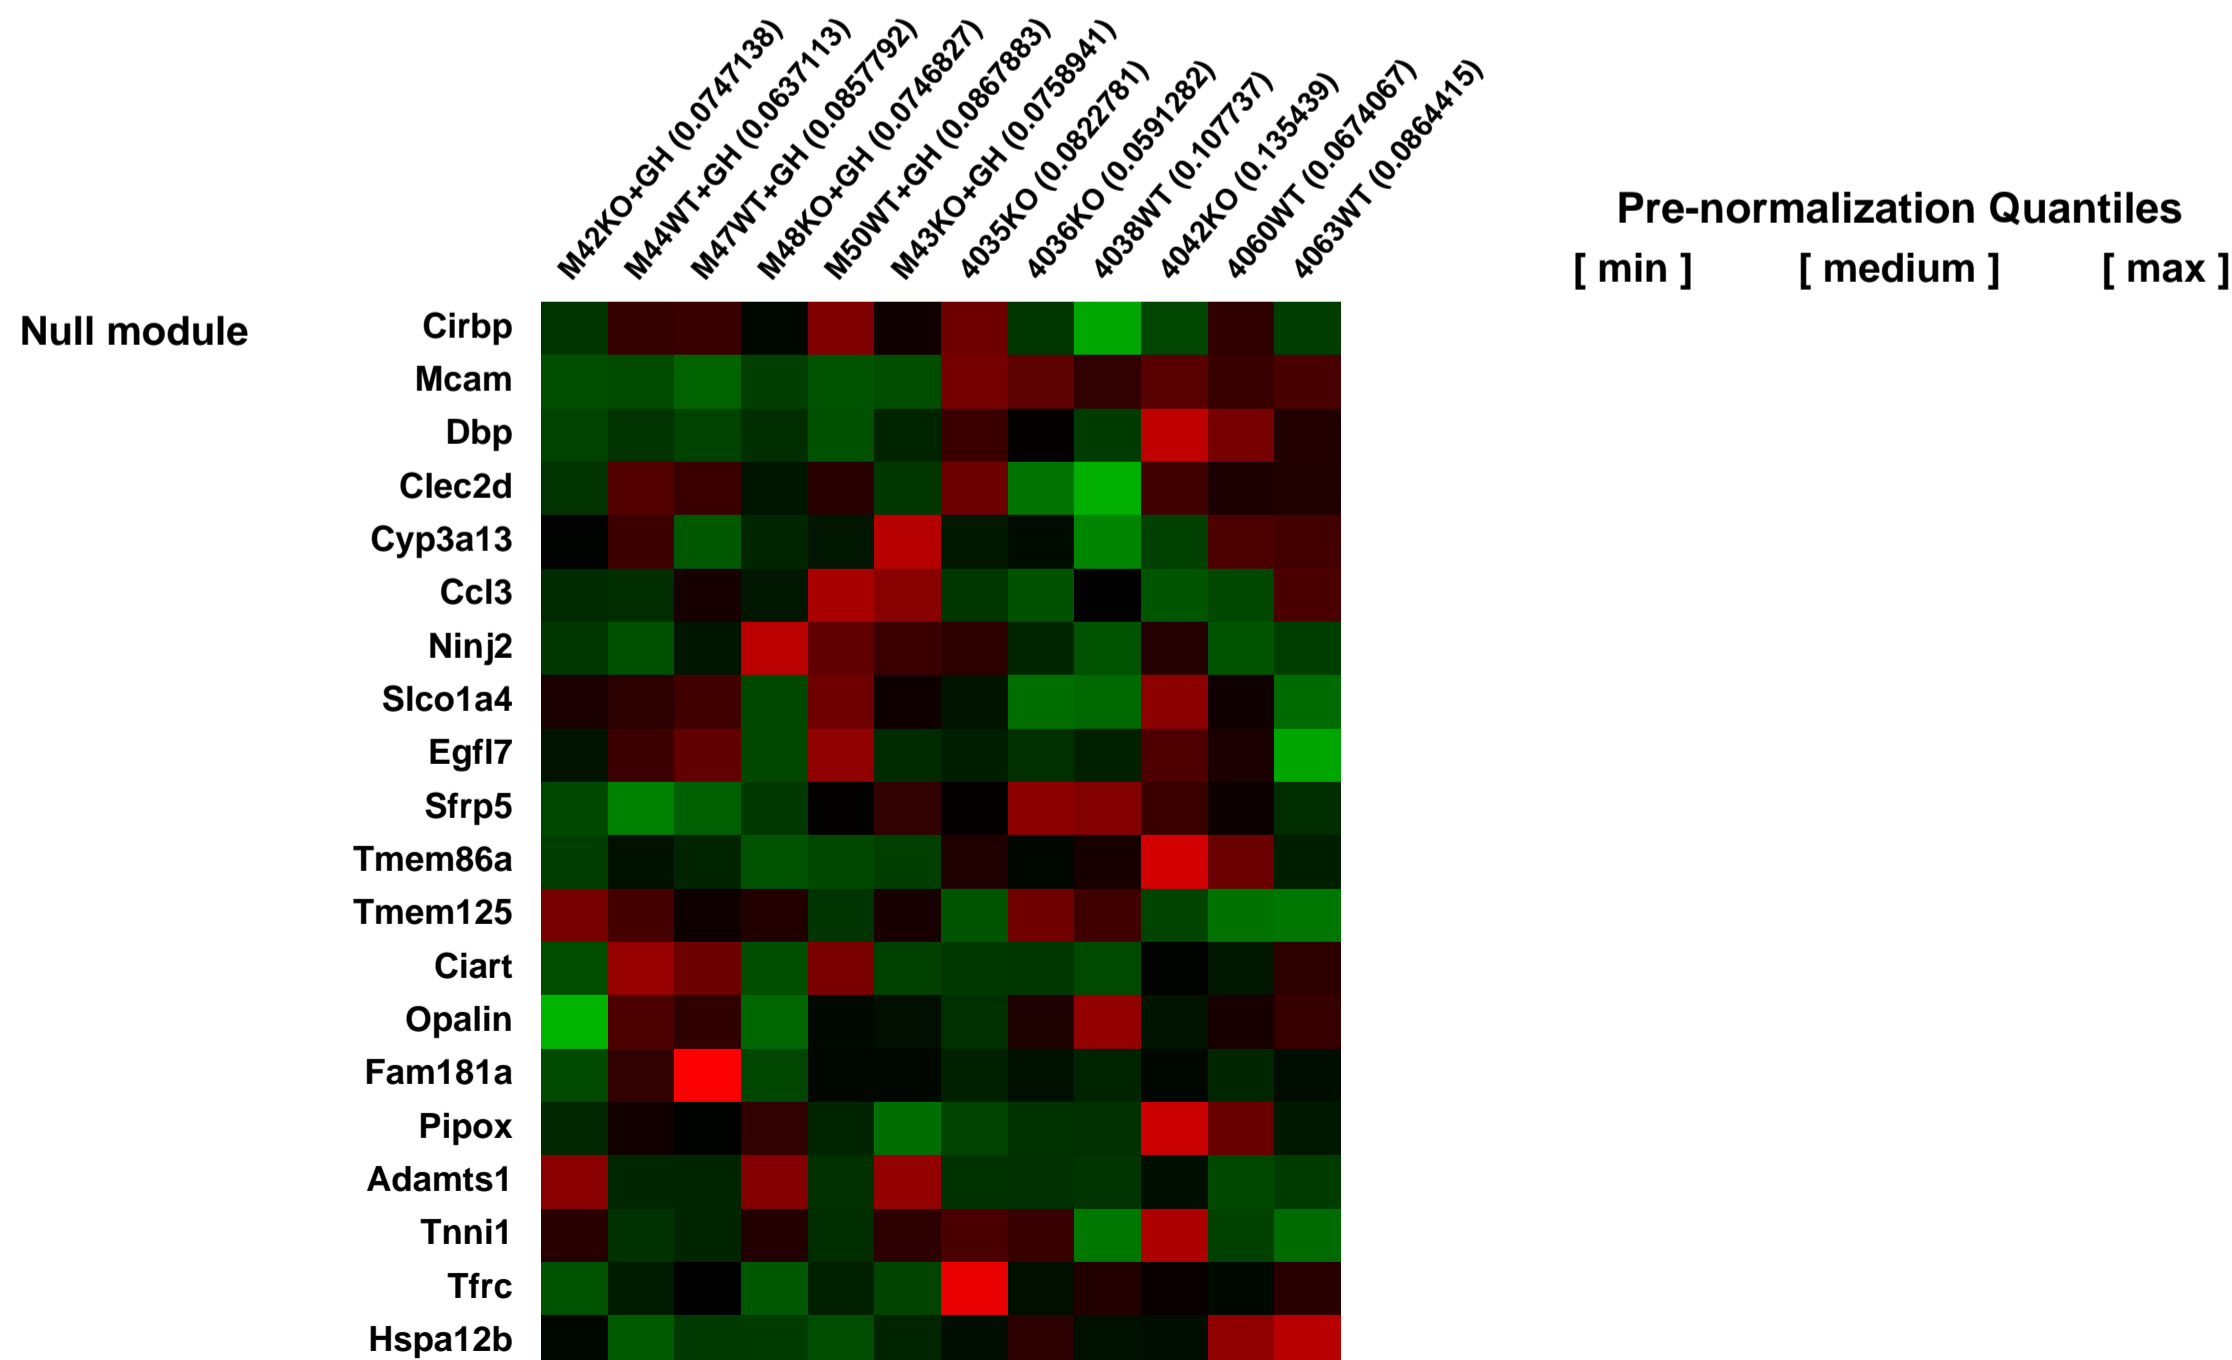 M42KO+GH (0.0747138)
M44WT+GH (0.0637113)
M47WT+GH (0.0857792)
M48KO+GH (0.0746827)
M50WT+GH (0.0867883)
M43KO+GH (0.0758941)
4035KO (0.0822781)
4036KO (0.0591282)
4038WT (0.107737)
4042KO (0.135439)
4060WT (0.0674067)
4063WT (0.0864415)
Pre-normalization Quantiles
[ min ] [ medium ] [ max ]
Null module
Cirbp
Mcam
Dbp
Clec2d
Cyp3a13
Ccl3
Ninj2
Slco1a4
Egfl7
Sfrp5
Tmem86a
Tmem125
Ciart
Opalin
Fam181a
Pipox
Adamts1
Tnni1
Tfrc
Hspa12b